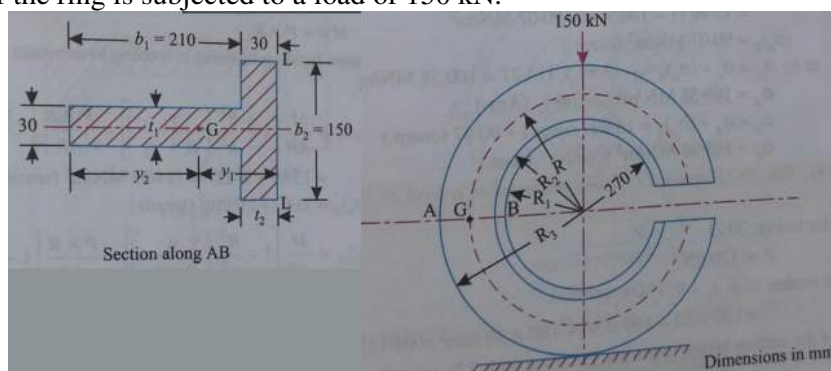 f the ring is subjected to a load of 150 kN.
150 kN
b₁ = 210
30
L
30
t₁
G
b₂ = 150
y₂
y₁
L
t₂
Section along AB
R
R₂
R₁
270
A
G
B
R₃
Dimensions in mm